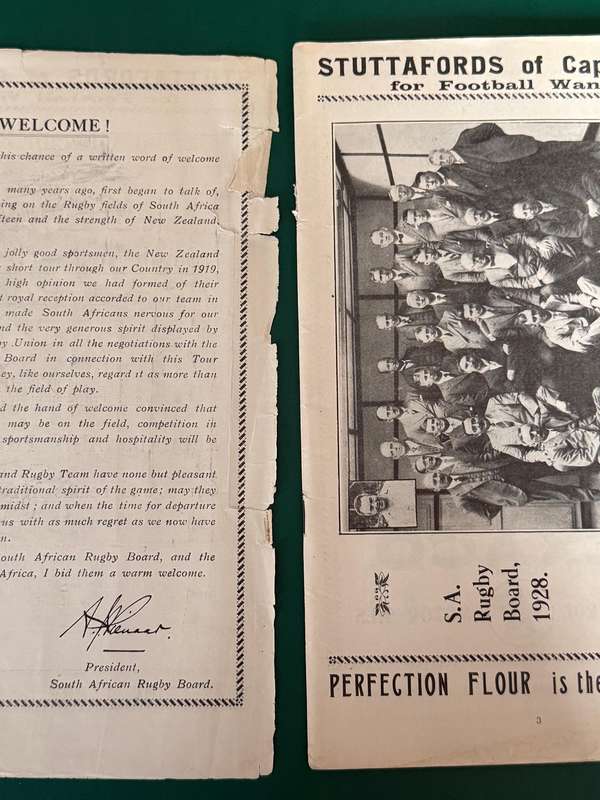 WELCOME!
his chance of a written word of welcome
many years ago, first began to talk of,
ing on the Rugby fields of South Africa
fteen and the strength of New Zealand,
jolly good sportsmen, the New Zealand
r short tour through our Country in 1919,
high opinion we had formed of their
t royal reception accorded to our team in
made South Africans nervous for our
nd the very generous spirit displayed by
by Union in all the negotiations with the
Board in connection with this Tour
ey, like ourselves, regard it as more than
the field of play.
d the hand of welcome convinced that
may be on the field, competition in
sportsmanship and hospitality will be
and Rugby Team have none but pleasant
traditional spirit of the game; may they
midst; and when the time for departure
us with as much regret as we now have
n.
outh African Rugby Board, and the
Africa, I bid them a warm welcome.
President,
South African Rugby Board.
STUTTAFORDS of Cap
for Football Wan
S.A.
Rugby
Board,
1928.
PERFECTION FLOUR is the
3